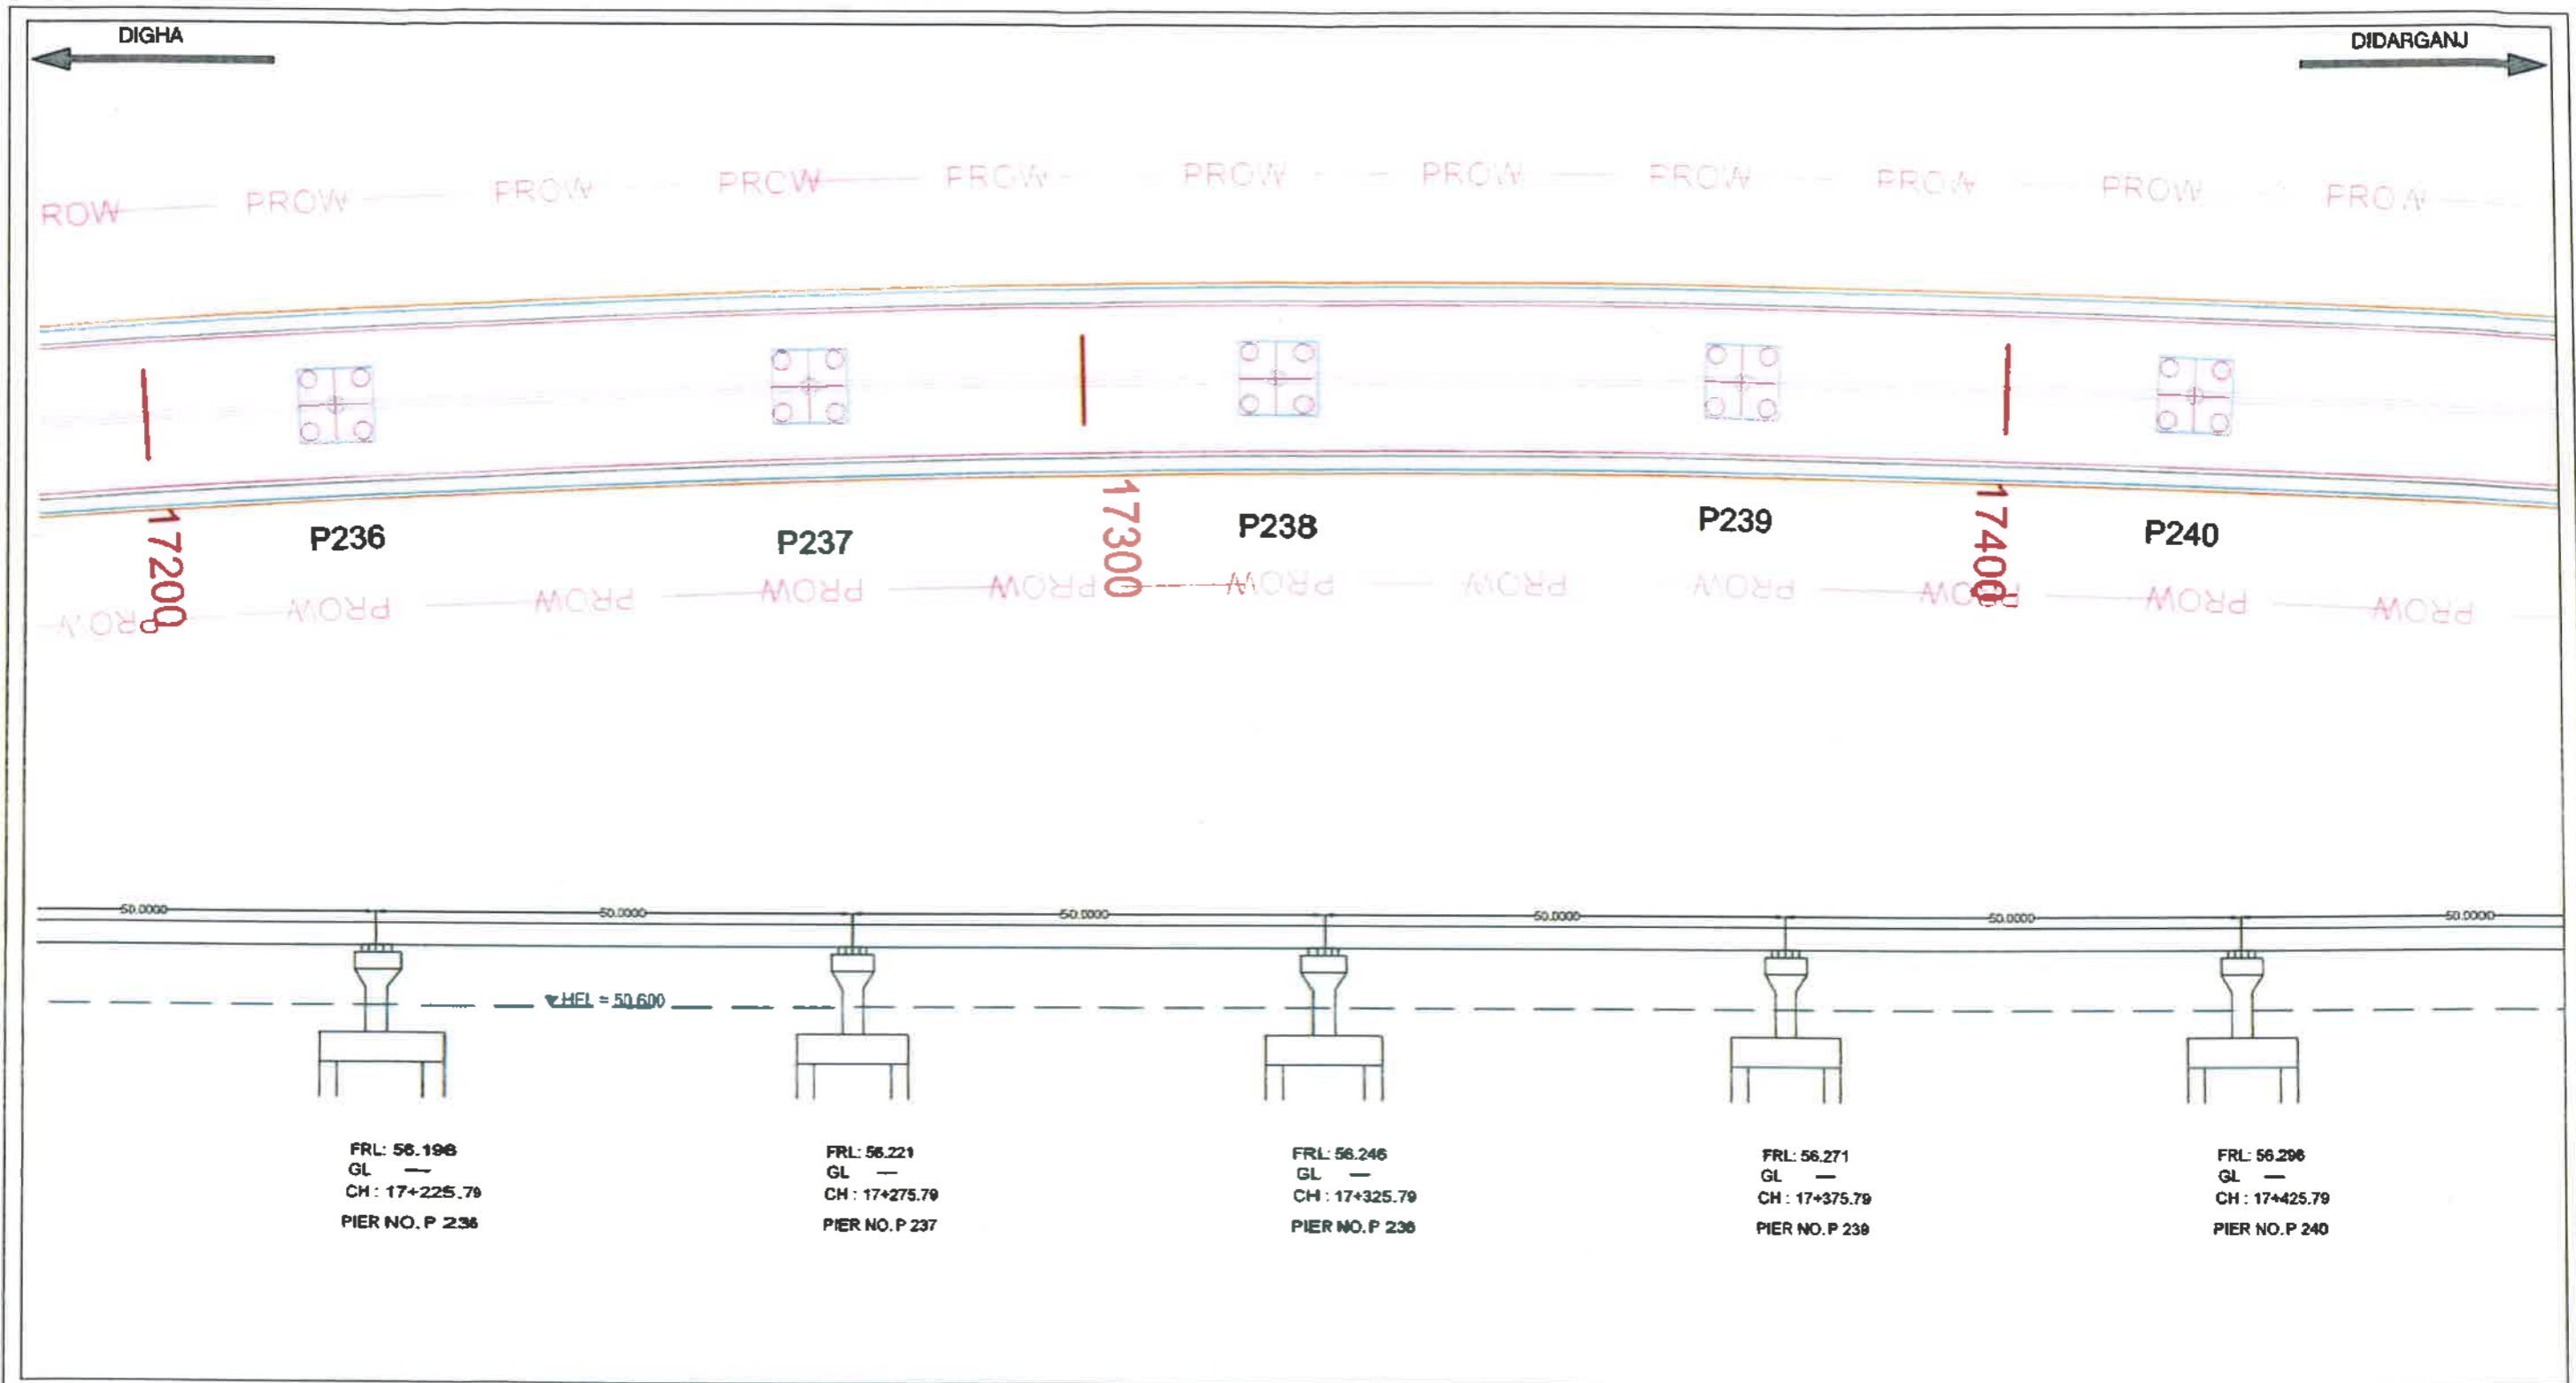 DIGHA
DIDARGANJ
ROW PROW PROW PROW PROW PROW PROW PROW PROW PROW PROW
17200
P236
P237
17300
P238
P239
17400
P240
ROW PROW PROW PROW PROW PROW PROW PROW PROW PROW PROW
50.0000 50.0000 50.0000 50.0000 50.0000 50.0000
HFL = 50.600
FRL: 56.196
GL —
CH : 17+225.79
PIER NO. P 236
FRL: 56.221
GL —
CH : 17+275.79
PIER NO. P 237
FRL: 56.246
GL —
CH : 17+325.79
PIER NO. P 238
FRL: 56.271
GL —
CH : 17+375.79
PIER NO. P 239
FRL: 56.296
GL —
CH : 17+425.79
PIER NO. P 240